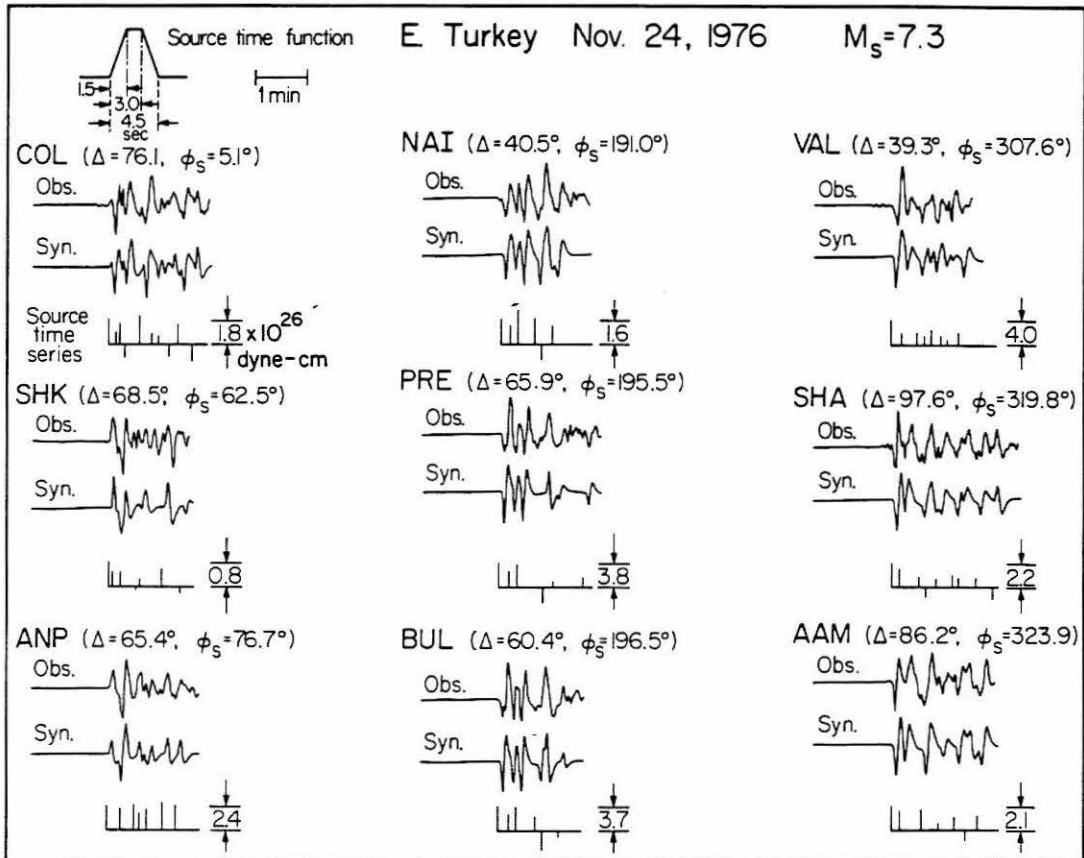 Source time function
E. Turkey Nov. 24, 1976 Ms=7.3
1.5
3.0
4.5
sec
1 min
COL (Δ=76.1, ϕs=5.1°)
Obs.
Syn.
Source
time
series
1.8 x10^26
dyne-cm
NAI (Δ=40.5°, ϕs=191.0°)
Obs.
Syn.
1.6
VAL (Δ=39.3°, ϕs=307.6°)
Obs.
Syn.
4.0
SHK (Δ=68.5°, ϕs=62.5°)
Obs.
Syn.
0.8
PRE (Δ=65.9°, ϕs=195.5°)
Obs.
Syn.
3.8
SHA (Δ=97.6°, ϕs=319.8°)
Obs.
Syn.
2.2
ANP (Δ=65.4°, ϕs=76.7°)
Obs.
Syn.
2.4
BUL (Δ=60.4°, ϕs=196.5°)
Obs.
Syn.
3.7
AAM (Δ=86.2°, ϕs=323.9)
Obs.
Syn.
2.1